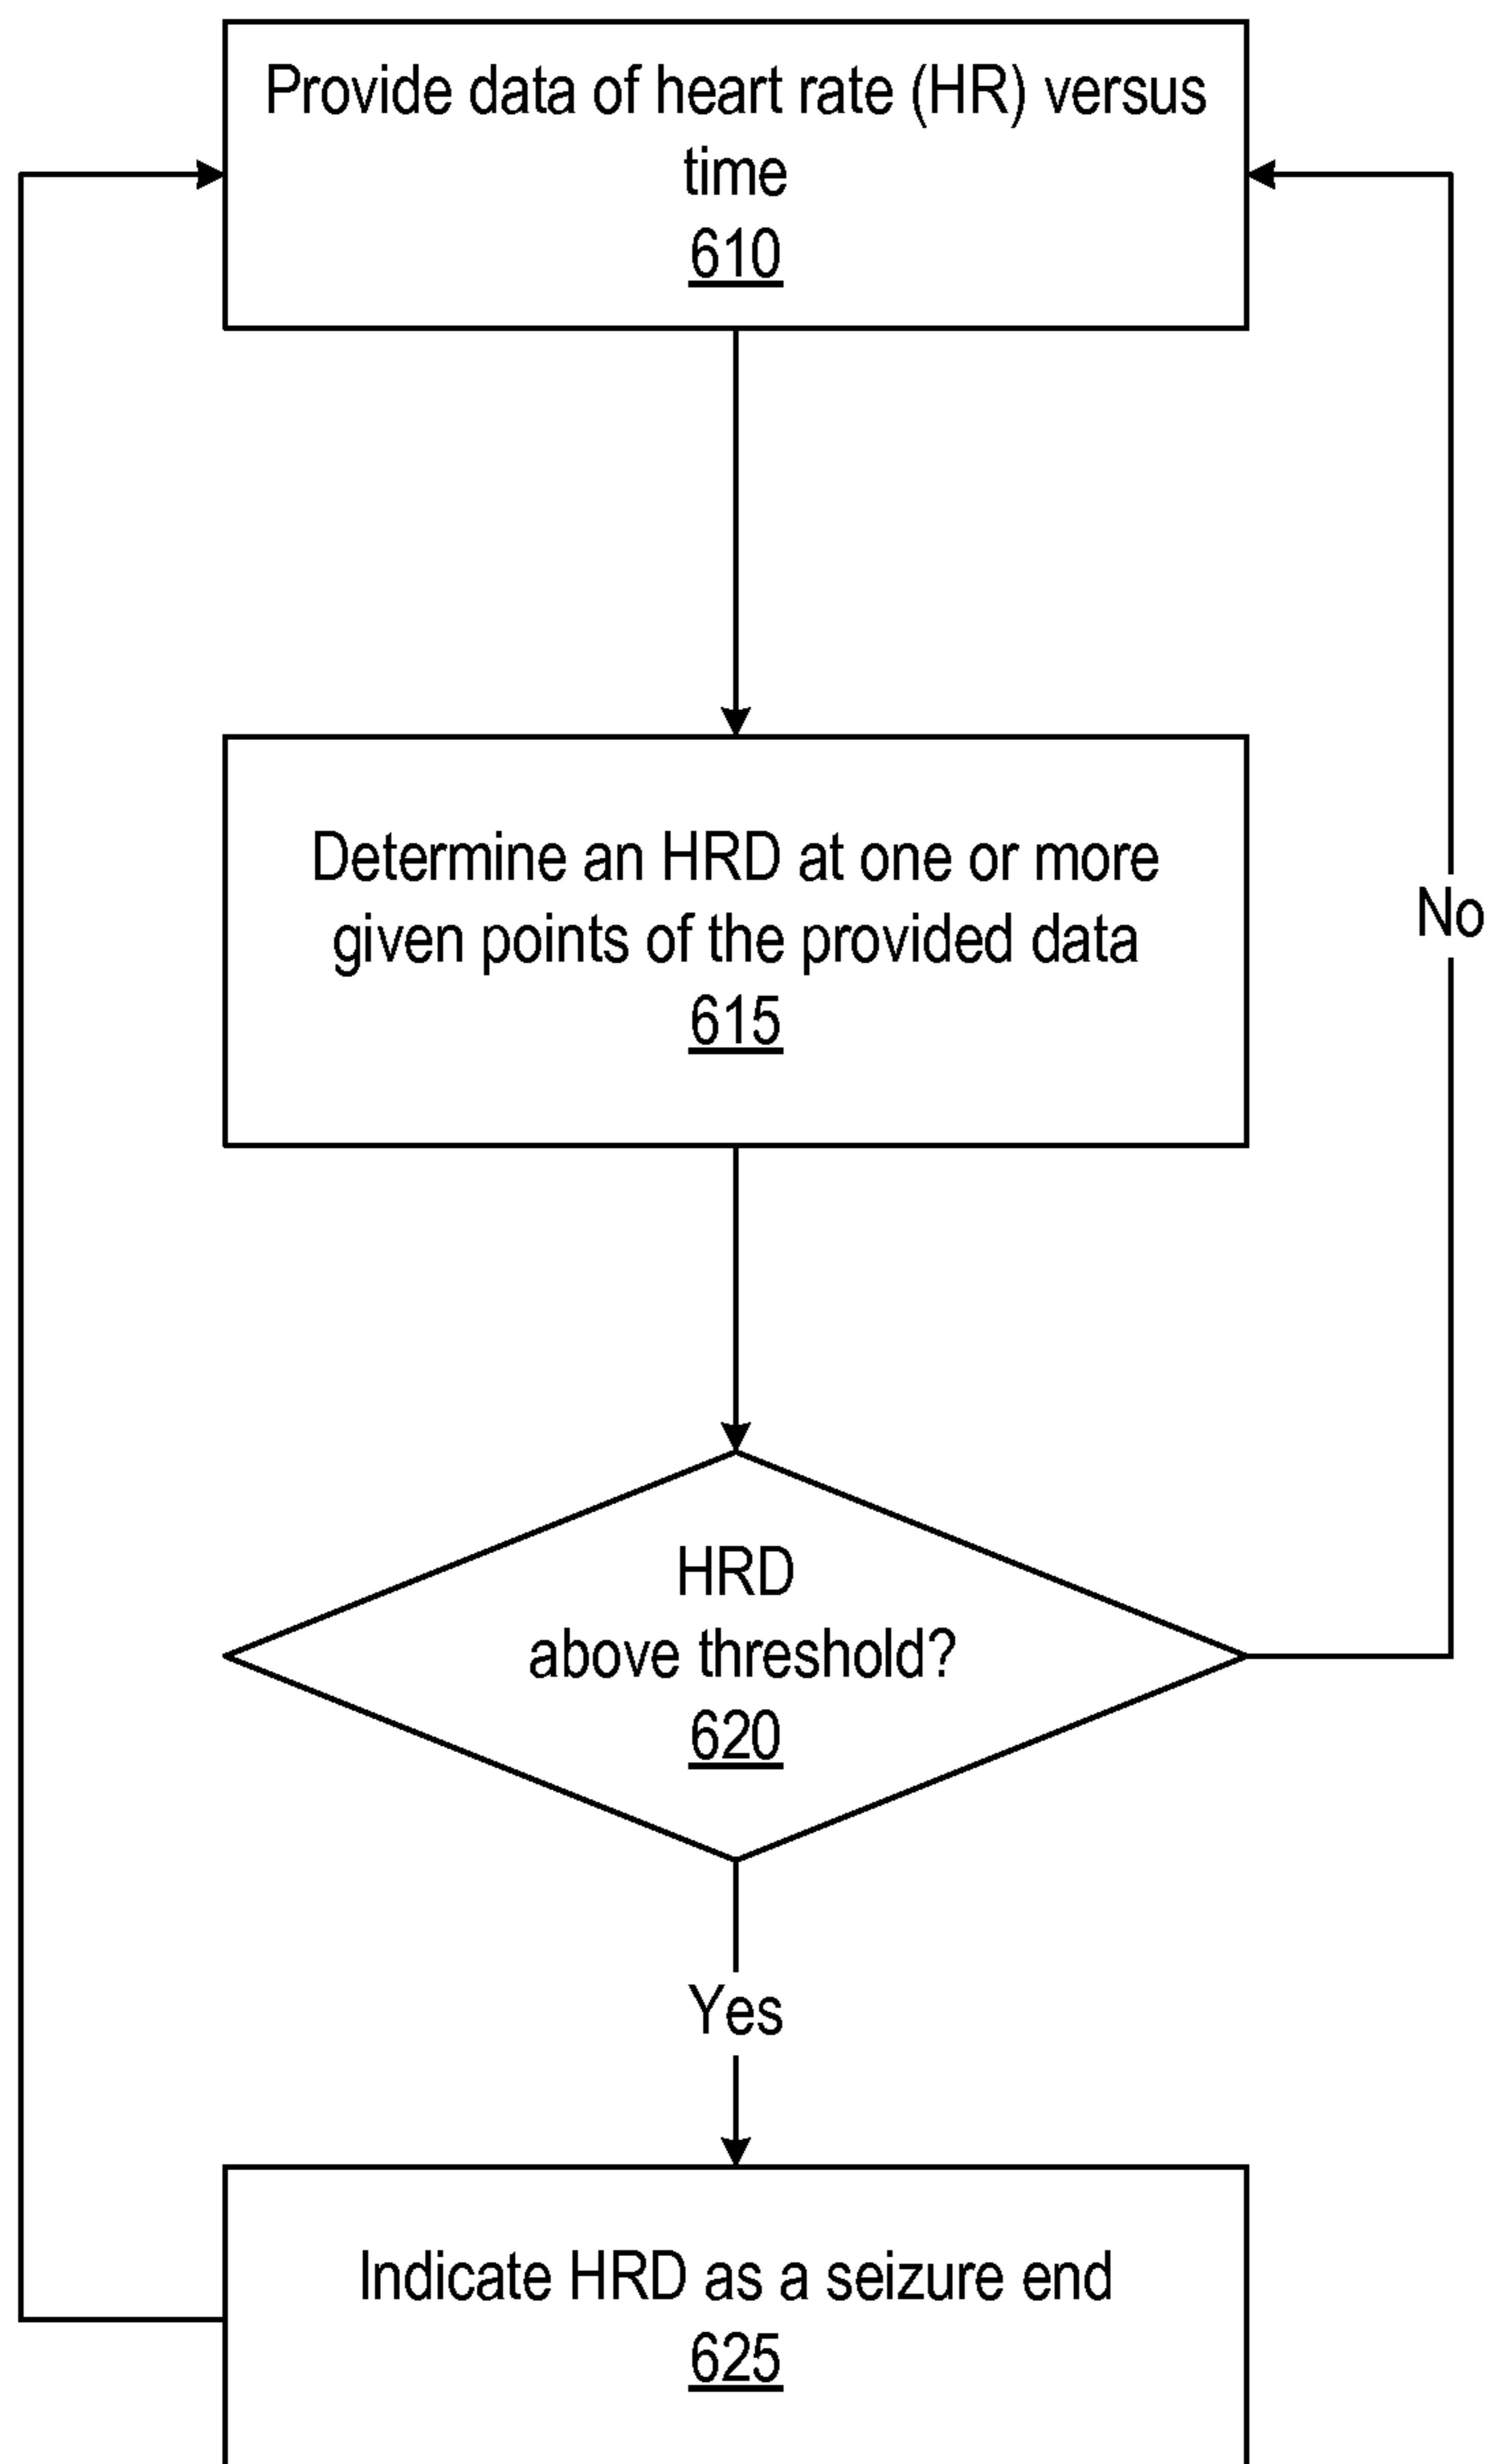 Provide data of heart rate (HR) versus
time
610
Determine an HRD at one or more
given points of the provided data
615
No
HRD
above threshold?
620
Yes
Indicate HRD as a seizure end
625